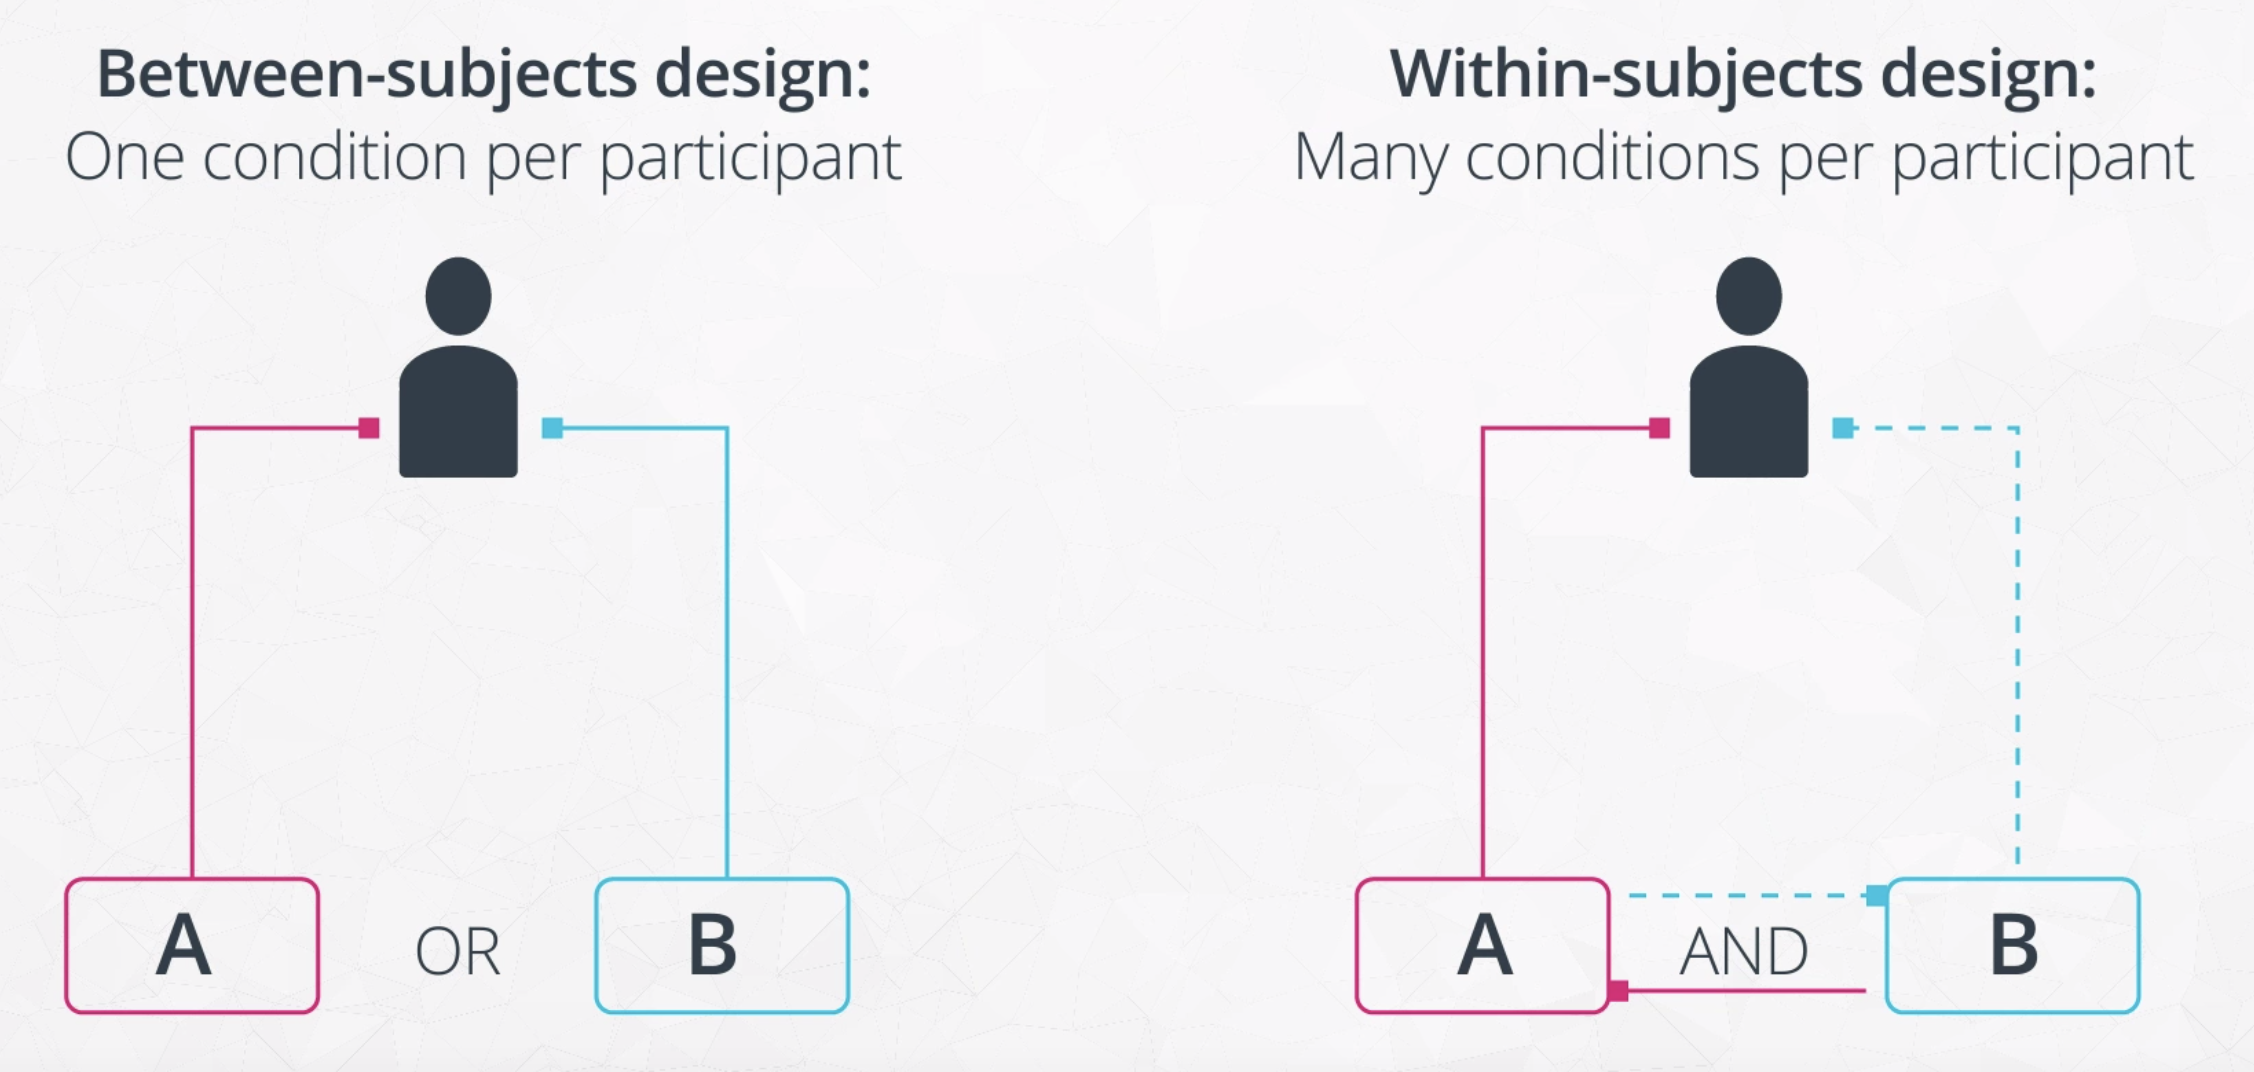 Between-subjects design:
One condition per participant
A
OR
B
Within-subjects design:
Many conditions per participant
A
AND
B